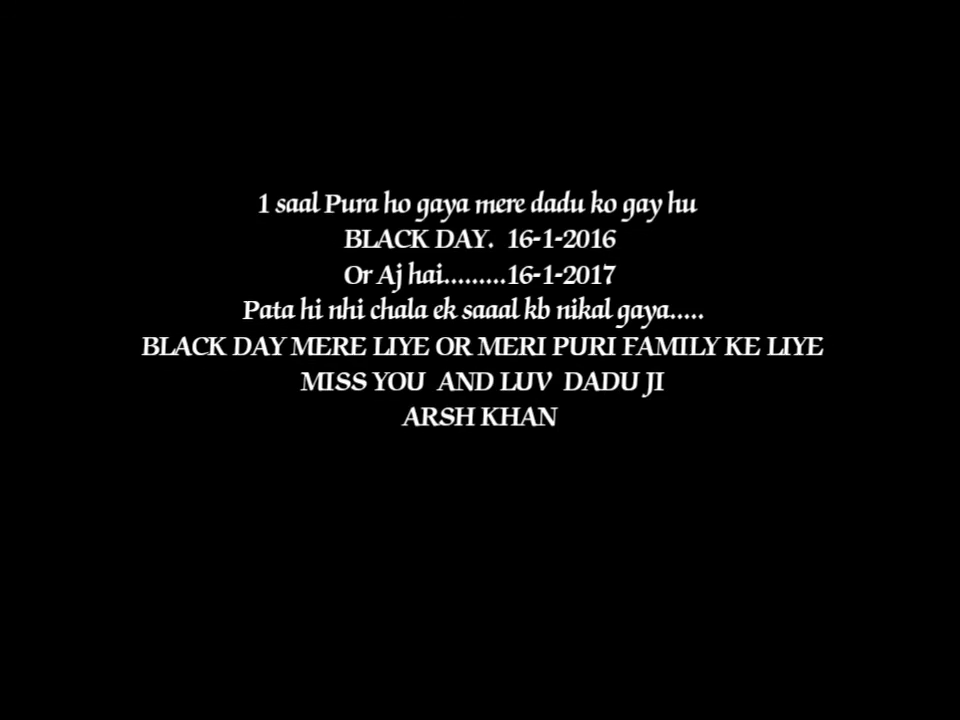 1 saal Pura ho gaya mere dadu ko gay hu
BLACK DAY. 16-1-2016
Or Aj hai.........16-1-2017
Pata hi nhi chala ek saaal kb nikal gaya.....
BLACK DAY MERE LIYE OR MERI PURI FAMILY KE LIYE
MISS YOU AND LUV DADU JI
ARSH KHAN